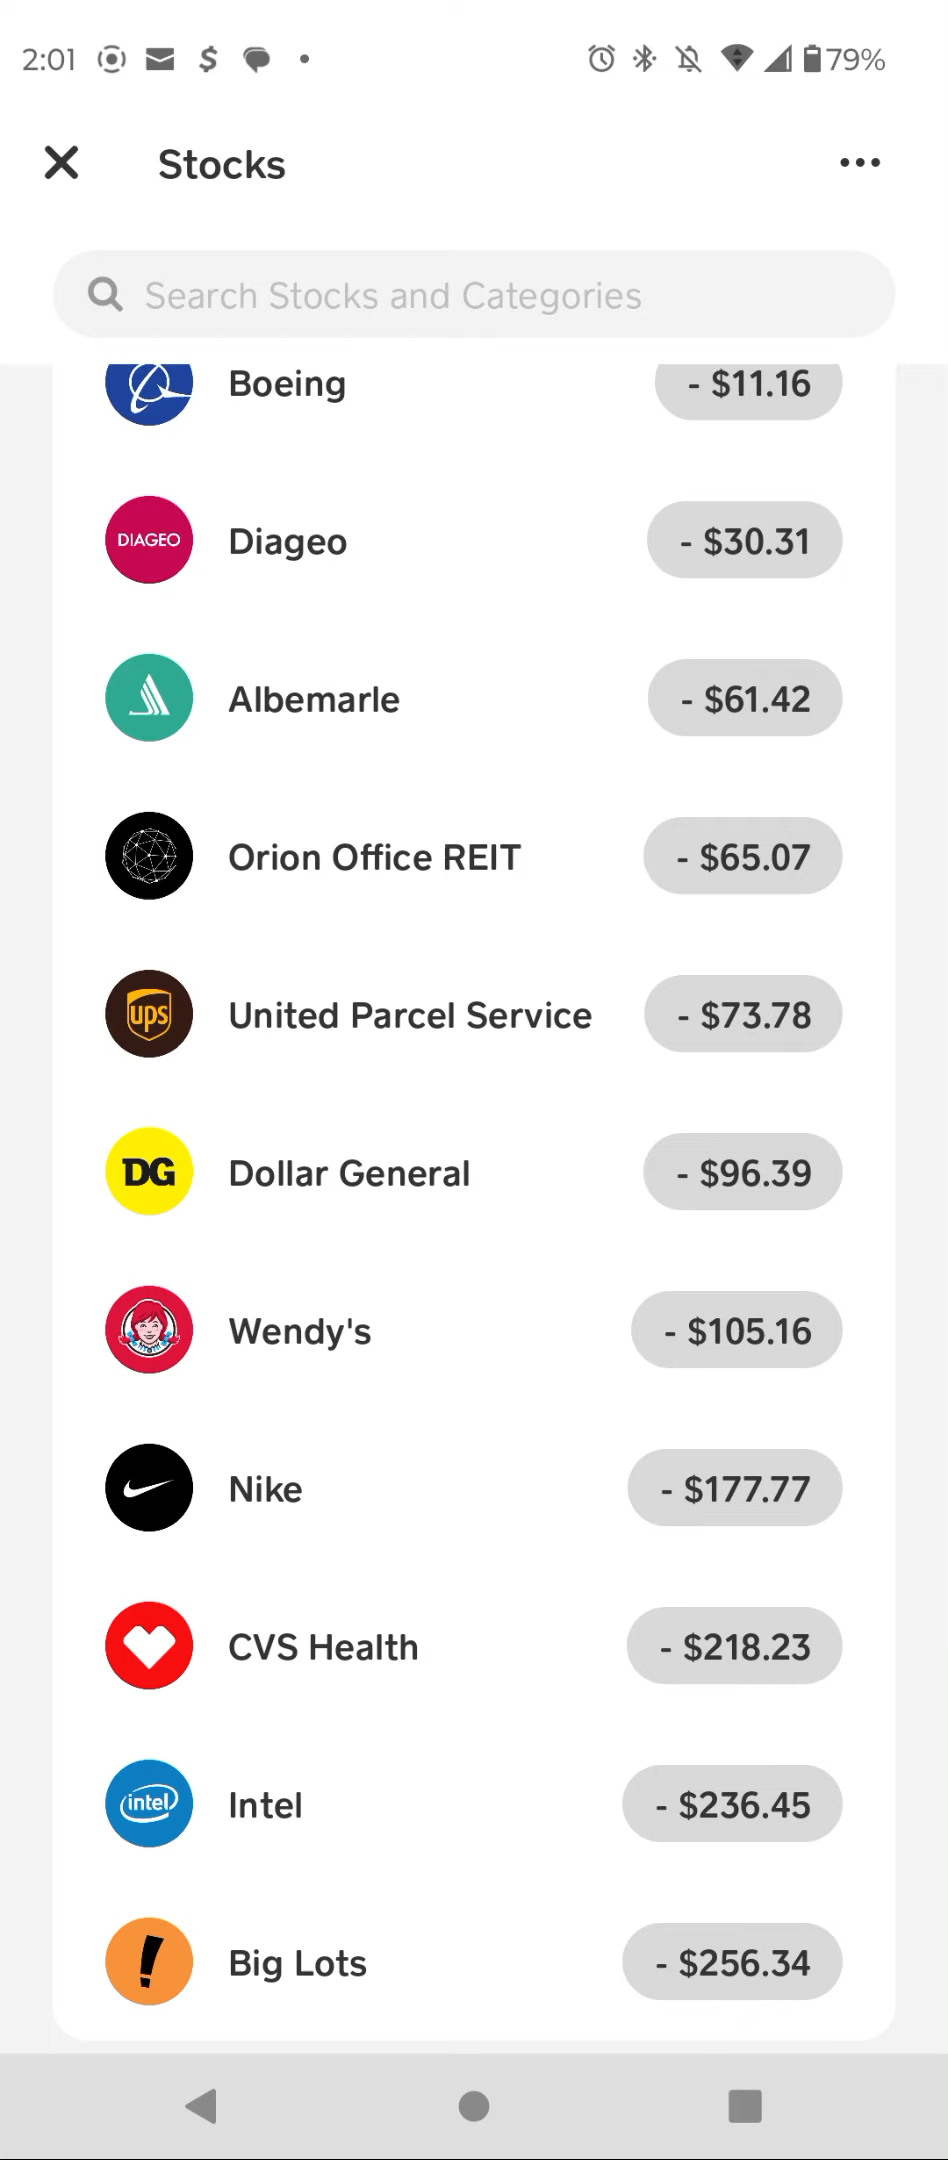 2:01 79%
Stocks
Search Stocks and Categories
Boeing - $11.16
DIAGEO Diageo - $30.31
Albemarle - $61.42
Orion Office REIT - $65.07
ups United Parcel Service - $73.78
DG Dollar General - $96.39
Wendy's - $105.16
Nike - $177.77
CVS Health - $218.23
intel Intel - $236.45
! Big Lots - $256.34